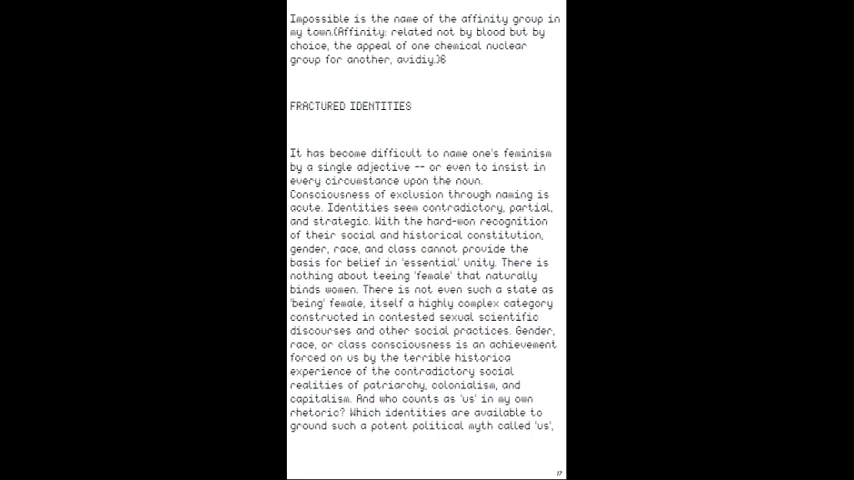 Impossible is the name of the affinity group in
my town.(Affinity: related not by blood but by
choice, the appeal of one chemical nuclear
group for another, avidiy.)6
FRACTURED IDENTITIES
It has become difficult to name one's feminism
by a single adjective -- or even to insist in
every circumstance upon the noun.
Consciousness of exclusion through naming is
acute. Identities seem contradictory, partial,
and strategic. With the hard-won recognition
of their social and historical constitution,
gender, race, and class cannot provide the
basis for belief in 'essential' unity. There is
nothing about teeing 'female' that naturally
binds women. There is not even such a state as
'being' female, itself a highly complex category
constructed in contested sexual scientific
discourses and other social practices. Gender,
race, or class consciousness is an achievement
forced on us by the terrible historica
experience of the contradictory social
realities of patriarchy, colonialism, and
capitalism. And who counts as 'us' in my own
rhetoric? Which identities are available to
ground such a potent political myth called 'us',
17